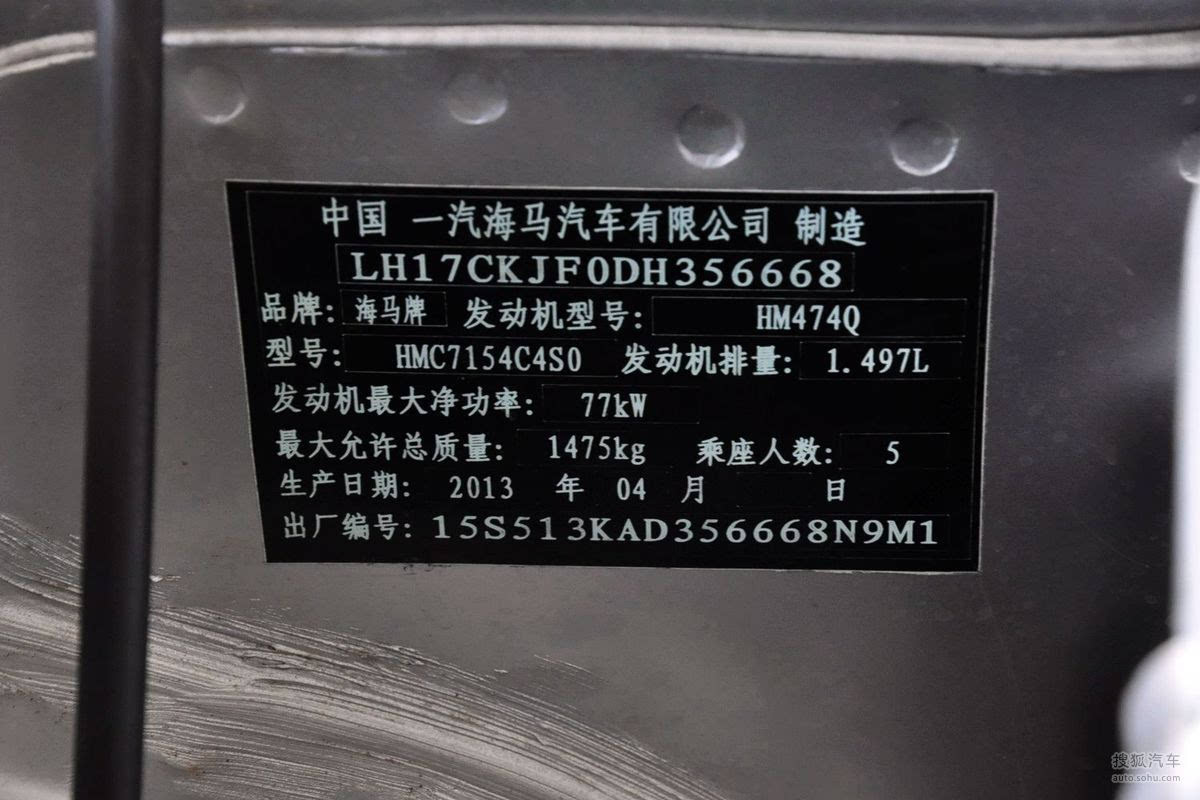 中国 一汽海马汽车有限公司 制造
LH17CKJF0DH356668
品牌: 海马牌 发动机型号: HM474Q
型号: HMC7154C4S0 发动机排量: 1.497L
发动机最大净功率: 77kW
最大允许总质量: 1475kg 乘座人数: 5
生产日期: 2013 年 04 月 日
出厂编号: 15S513KAD356668N9M1
搜狐汽车
auto.sohu.com